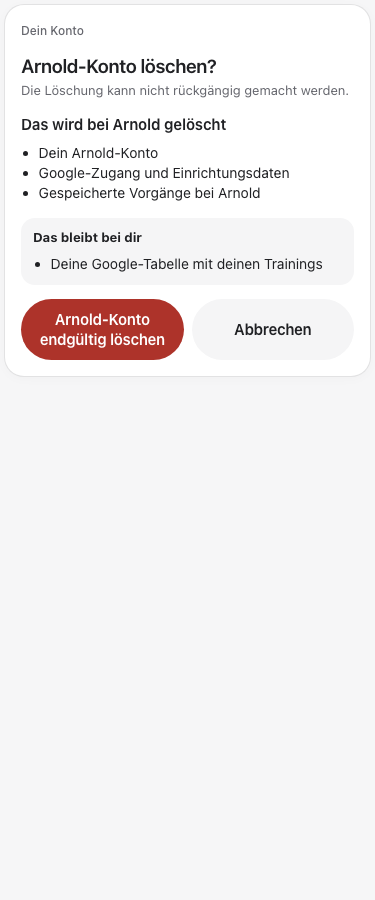 Dein Konto
Arnold-Konto löschen?
Die Löschung kann nicht rückgängig gemacht werden.
Das wird bei Arnold gelöscht
• Dein Arnold-Konto
• Google-Zugang und Einrichtungsdaten
• Gespeicherte Vorgänge bei Arnold
Das bleibt bei dir
• Deine Google-Tabelle mit deinen Trainings
Arnold-Konto
endgültig löschen
Abbrechen